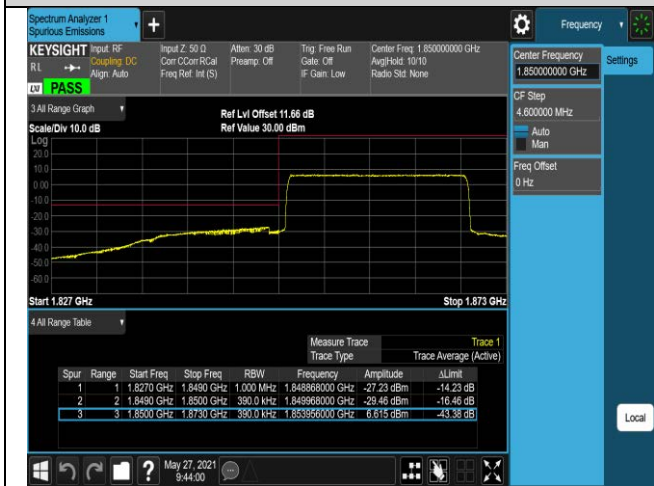 Spectrum Analyzer 1
Spurious Emissions
Frequency
KEYSIGHT Input: RF Input Z: 50 Ω Atten: 30 dB Trig: Free Run Center Freq: 1.850000000 GHz
RL Coupling: DC Corr CCorr RCal Preamp: Off Gate: Off Avg|Hold: 10/10
Align: Auto Freq Ref: Int (S) IF Gain: Low Radio Std: None
PASS
Center Frequency
1.850000000 GHz
Settings
CF Step
4.600000 MHz
Auto
Man
Freq Offset
0 Hz
3 All Range Graph
Ref Lvl Offset 11.66 dB
Scale/Div 10.0 dB Ref Value 30.00 dBm
Log
20.0
10.0
0.00
-10.0
-20.0
-30.0
-40.0
-50.0
-60.0
Start 1.827 GHz Stop 1.873 GHz
4 All Range Table
Measure Trace Trace 1
Trace Type Trace Average (Active)
Spur Range Start Freq Stop Freq RBW Frequency Amplitude ΔLimit
1 1 1.8270 GHz 1.8490 GHz 1.000 MHz 1.848868000 GHz -27.23 dBm -14.23 dB
2 2 1.8490 GHz 1.8500 GHz 390.0 kHz 1.849968000 GHz -29.46 dBm -16.46 dB
3 3 1.8500 GHz 1.8730 GHz 390.0 kHz 1.853956000 GHz 6.615 dBm -43.38 dB
Local
May 27, 2021
9:44:00